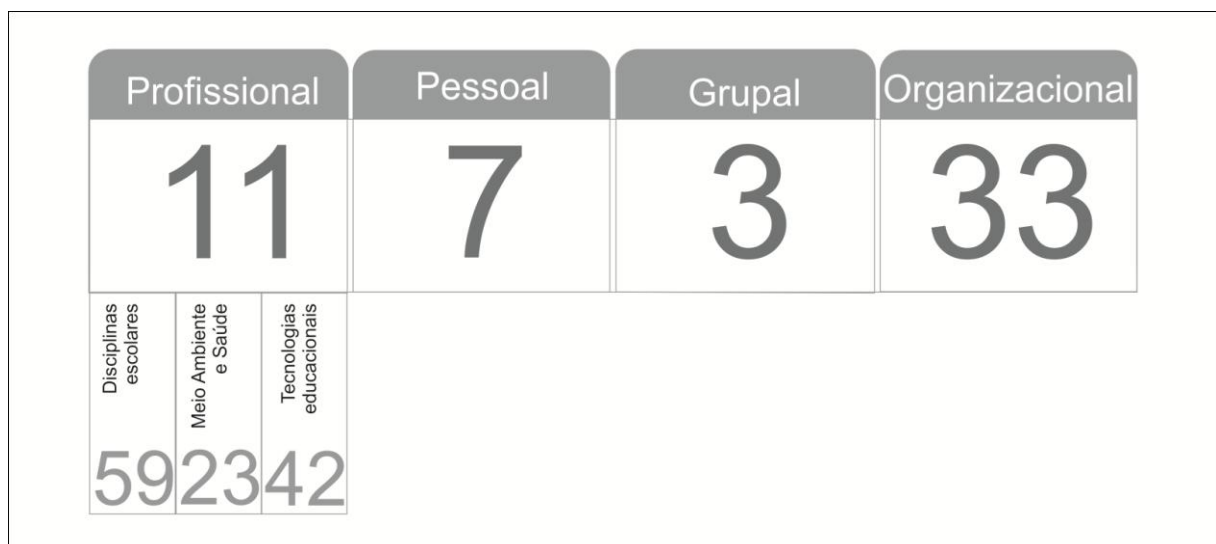 Profissional
Pessoal
Grupal
Organizacional
11
7
3
33
Disciplinas
escolares
Meio Ambiente
e Saúde
Tecnologias
educacionais
59
23
42